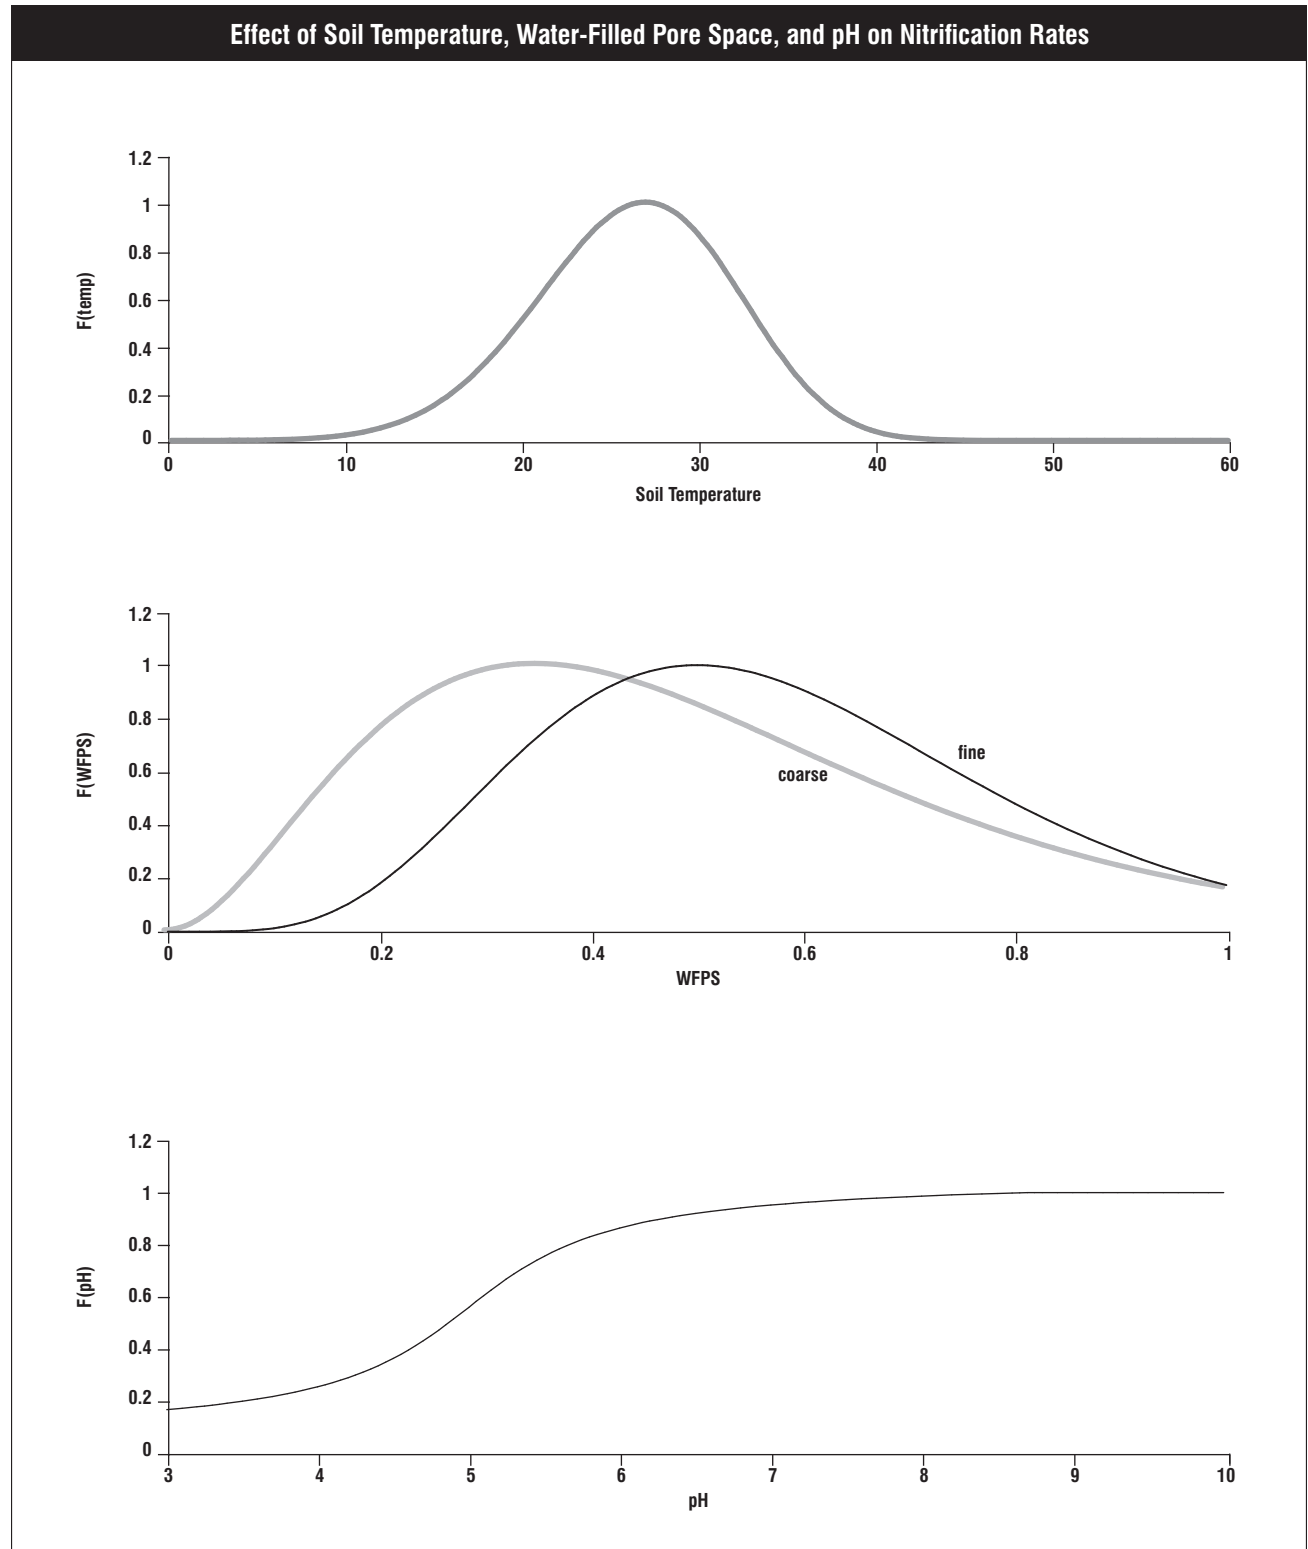 Effect of Soil Temperature, Water-Filled Pore Space, and pH on Nitrification Rates
1.2
1
0.8
0.6
0.4
0.2
0
F(temp)
0 10 20 30 40 50 60
Soil Temperature
1.2
1
0.8
0.6
0.4
0.2
0
F(WFPS)
fine
coarse
0 0.2 0.4 0.6 0.8 1
WFPS
1.2
1
0.8
0.6
0.4
0.2
0
F(pH)
3 4 5 6 7 8 9 10
pH